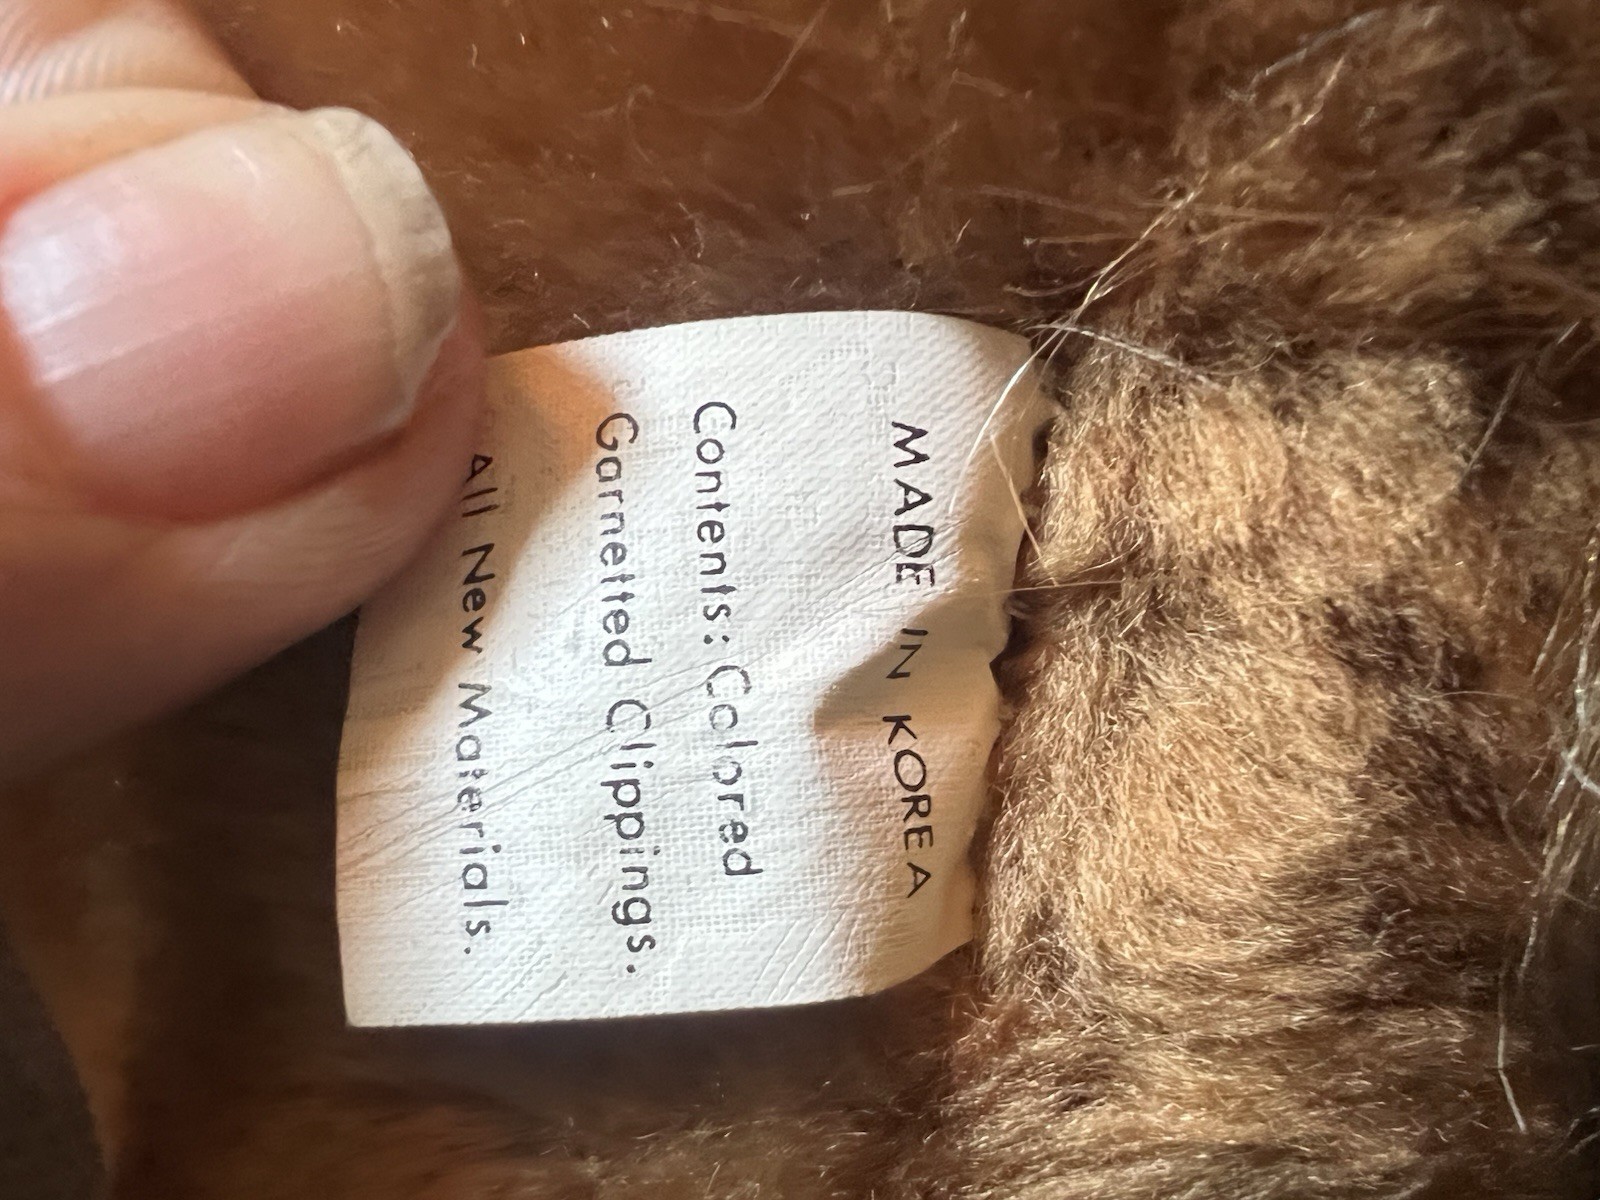 MADE IN KOREA
Contents: Colored
Garnetted Clippings.
All New Materials.